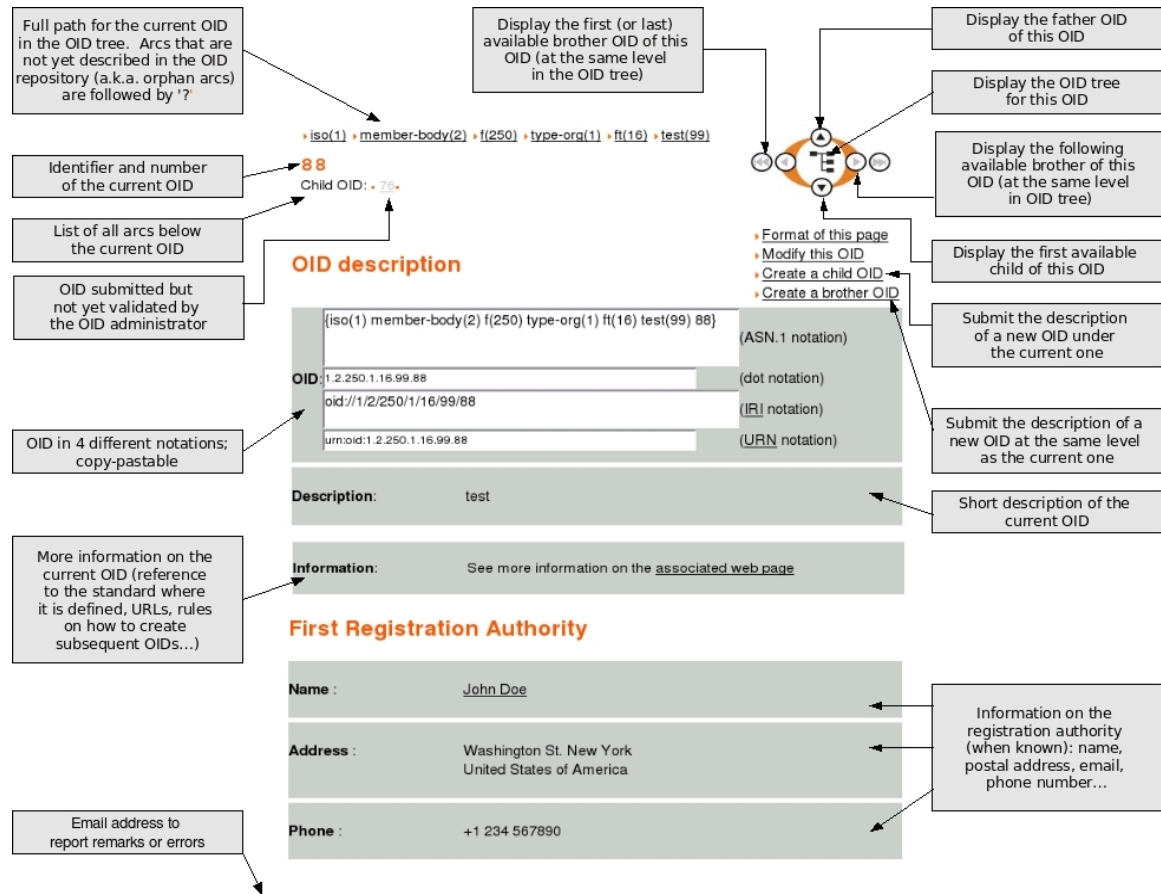 Full path for the current OID
in the OID tree. Arcs that are
not yet described in the OID
repository (a.k.a. orphan arcs)
are followed by '?'
Display the first (or last)
available brother OID of this
OID (at the same level
in the OID tree)
Display the father OID
of this OID
Display the OID tree
for this OID
iso(1) member-body(2) f(250) type-org(1) ft(16) test(99)
Identifier and number
of the current OID
88
Child OID: 76
Display the following
available brother of this
OID (at the same level
in OID tree)
List of all arcs below
the current OID
Format of this page
Modify this OID
Create a child OID
Create a brother OID
Display the first available
child of this OID
OID submitted but
not yet validated by
the OID administrator
OID description
Submit the description
of a new OID under
the current one
{iso(1) member-body(2) f(250) type-org(1) ft(16) test(99) 88}
(ASN.1 notation)
OID:
1.2.250.1.16.99.88
(dot notation)
oid://1/2/250/1/16/99/88
(IRI notation)
urn:oid:1.2.250.1.16.99.88
(URN notation)
OID in 4 different notations;
copy-pastable
Submit the description of a
new OID at the same level
as the current one
Description: test
Short description of the
current OID
More information on the
current OID (reference
to the standard where
it is defined, URLs, rules
on how to create
subsequent OIDs...)
Information: See more information on the associated web page
First Registration Authority
Name : John Doe
Address : Washington St. New York
United States of America
Phone : +1 234 567890
Information on the
registration authority
(when known): name,
postal address, email,
phone number...
Email address to
report remarks or errors